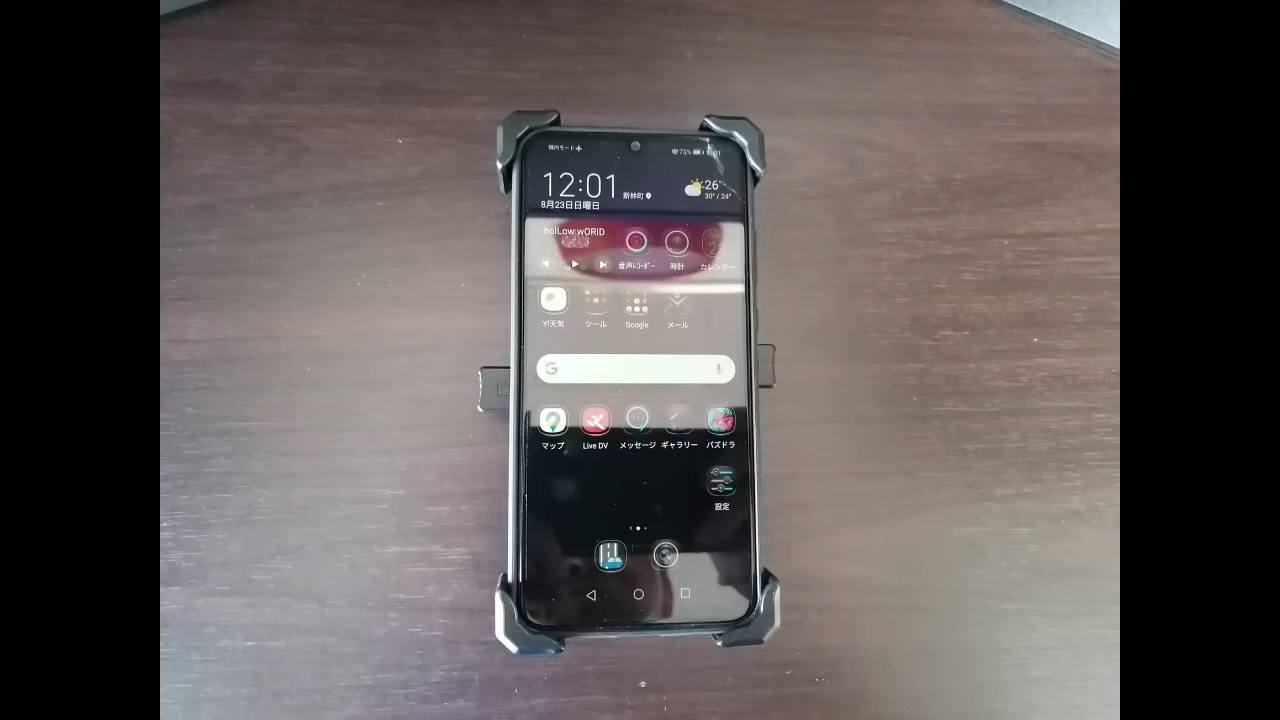 機内モード
73%
12:01
新林町
26°
8月23日日曜日
30° / 24°
holLow wORlD
音声ﾚｺｰﾀﾞｰ 時計 カレンダー
Y!天気 ツール Google メール
G
マップ Live DV メッセージ ギャラリー パズドラ
設定